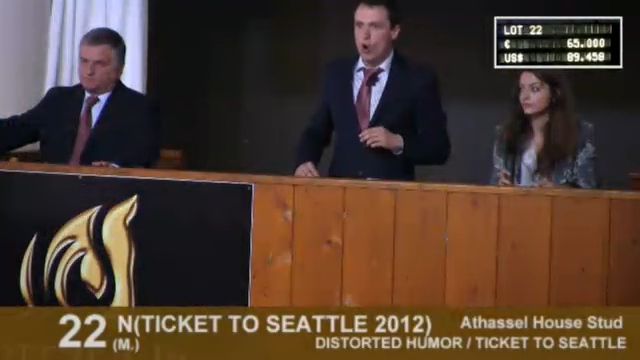 LOT 22
€ 65.000
US$ 89.458
22 N(TICKET TO SEATTLE 2012) Athassel House Stud
(M.) DISTORTED HUMOR / TICKET TO SEATTLE